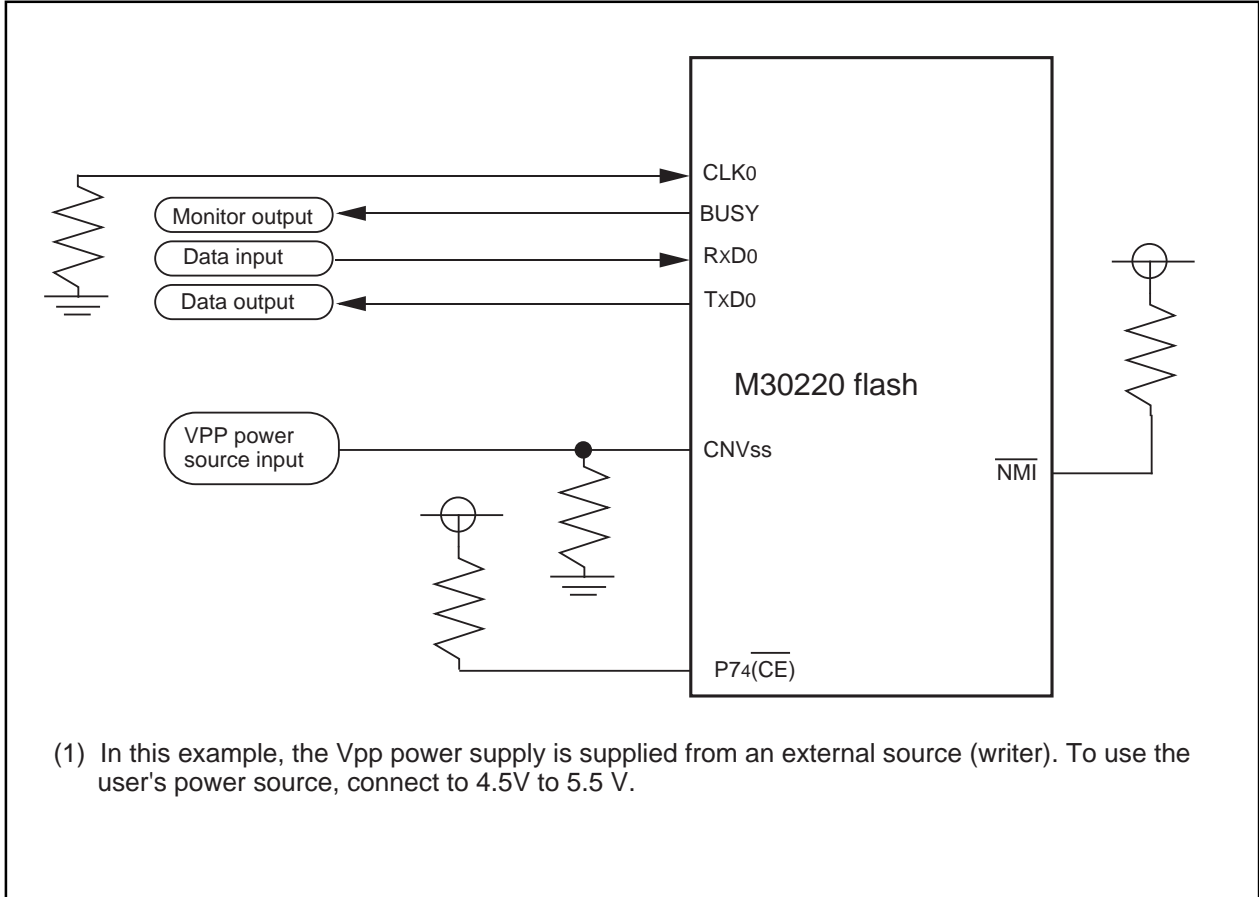 CLK0
Monitor output
BUSY
Data input
RxD0
Data output
TxD0
M30220 flash
VPP power
source input
CNVss
NMI
P74(CE)
(1) In this example, the Vpp power supply is supplied from an external source (writer). To use the
user's power source, connect to 4.5V to 5.5 V.